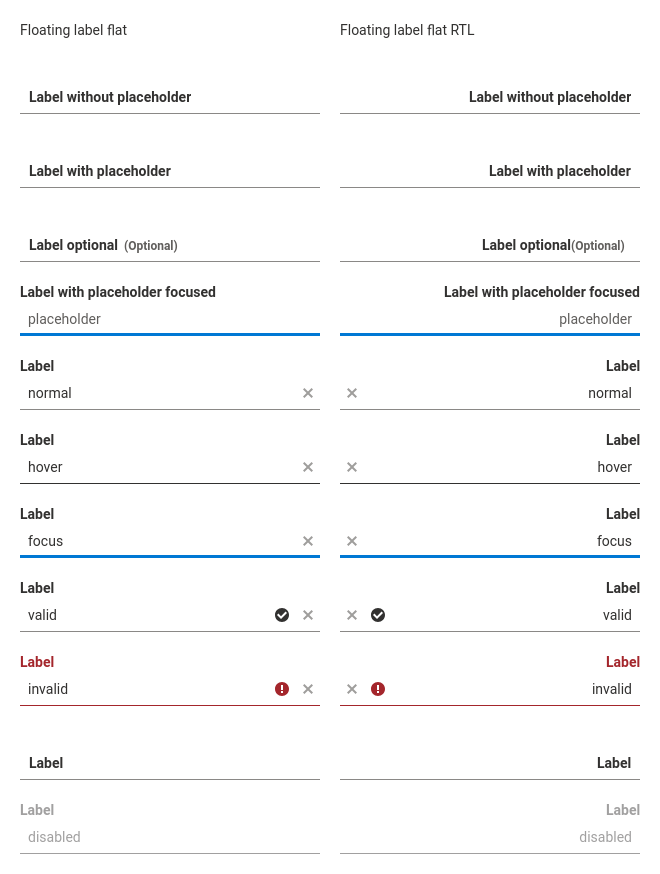 Floating label flat
Floating label flat RTL
Label without placeholder
Label without placeholder
Label with placeholder
Label with placeholder
Label optional (Optional)
Label optional(Optional)
Label with placeholder focused
Label with placeholder focused
placeholder
placeholder
Label
Label
normal
normal
Label
Label
hover
hover
Label
Label
focus
focus
Label
Label
valid
valid
Label
Label
invalid
invalid
Label
Label
Label
Label
disabled
disabled